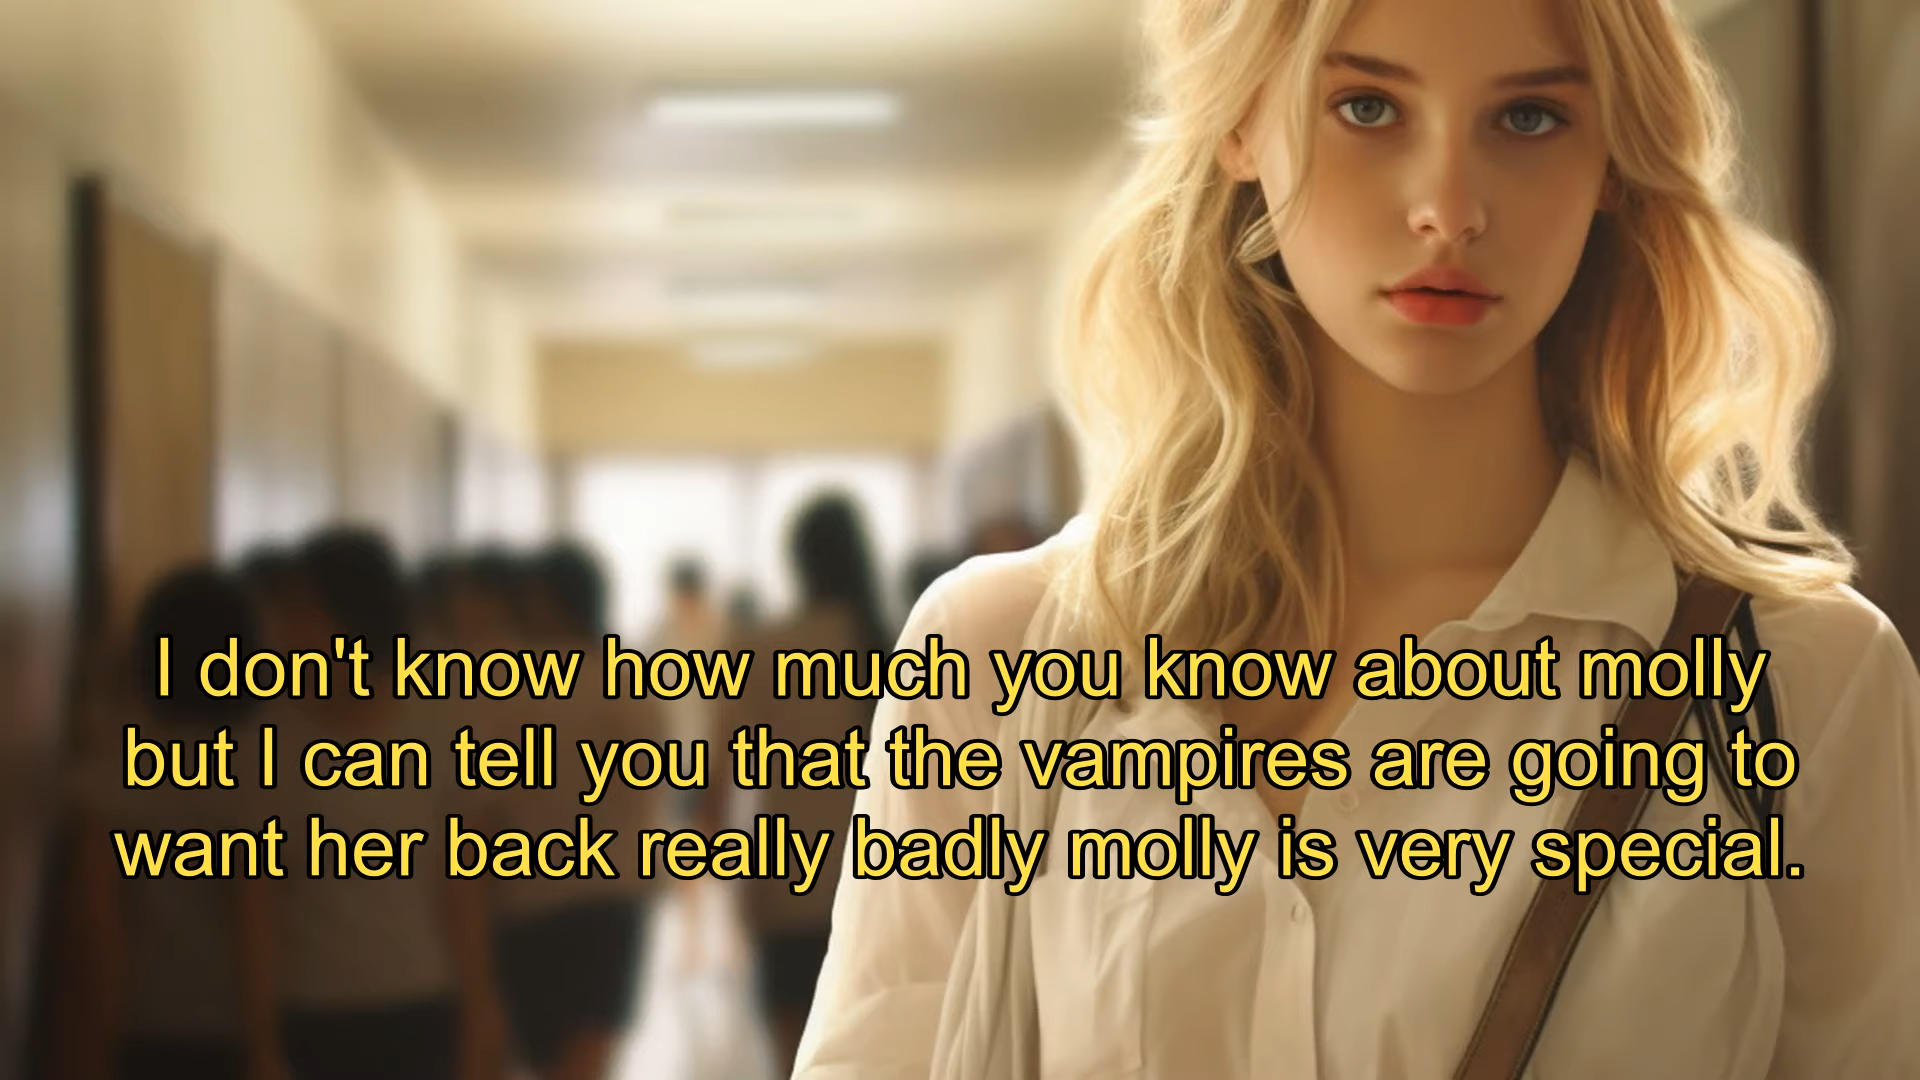 I don't know how much you know about molly
but I can tell you that the vampires are going to
want her back really badly molly is very special.